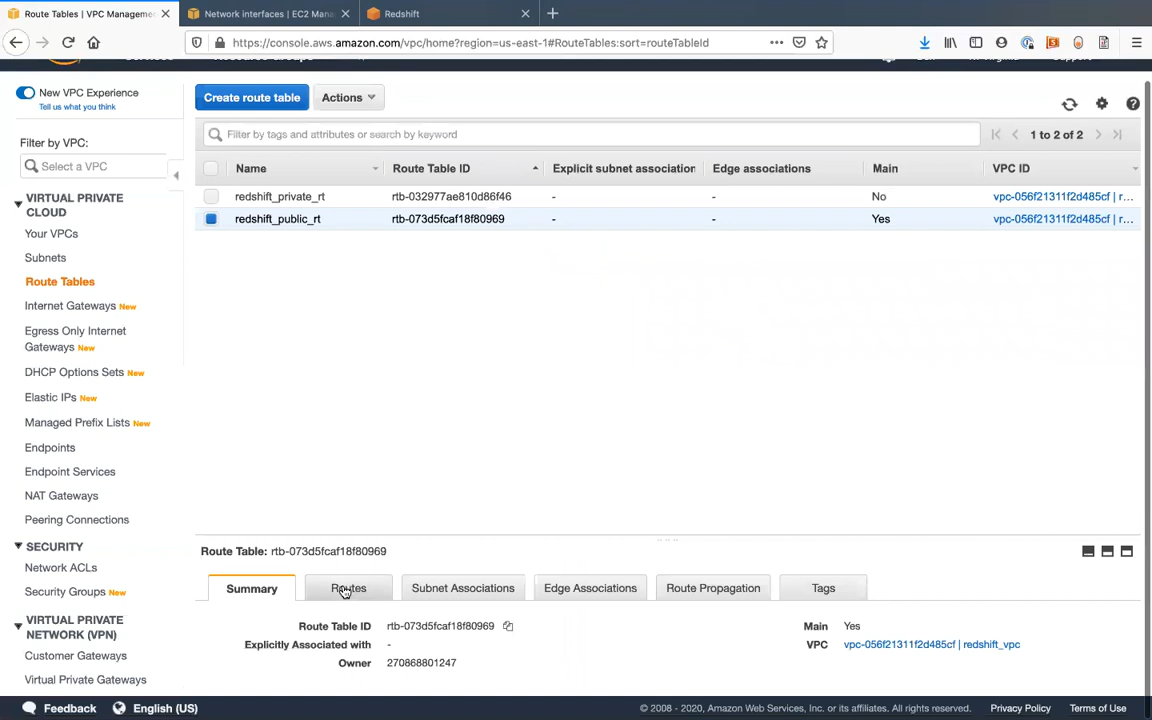 Route Tables | VPC Manageme
Network interfaces | EC2 Mana
Redshift
https://console.aws.amazon.com/vpc/home?region=us-east-1#RouteTables:sort=routeTableId
New VPC Experience
Tell us what you think
Filter by VPC:
Select a VPC
VIRTUAL PRIVATE
CLOUD
Your VPCs
Subnets
Route Tables
Internet Gateways New
Egress Only Internet
Gateways New
DHCP Options Sets New
Elastic IPs New
Managed Prefix Lists New
Endpoints
Endpoint Services
NAT Gateways
Peering Connections
SECURITY
Network ACLs
Security Groups New
VIRTUAL PRIVATE
NETWORK (VPN)
Customer Gateways
Virtual Private Gateways
Create route table
Actions
Filter by tags and attributes or search by keyword
1 to 2 of 2
Name Route Table ID Explicit subnet association Edge associations Main VPC ID
redshift_private_rt rtb-032977ae810d86f46 - - No vpc-056f21311f2d485cf | r...
redshift_public_rt rtb-073d5fcaf18f80969 - - Yes vpc-056f21311f2d485cf | r...
Route Table: rtb-073d5fcaf18f80969
Summary Routes Subnet Associations Edge Associations Route Propagation Tags
Route Table ID rtb-073d5fcaf18f80969 Main Yes
Explicitly Associated with - VPC vpc-056f21311f2d485cf | redshift_vpc
Owner 270868801247
Feedback English (US) © 2008 - 2020, Amazon Web Services, Inc. or its affiliates. All rights reserved. Privacy Policy Terms of Use